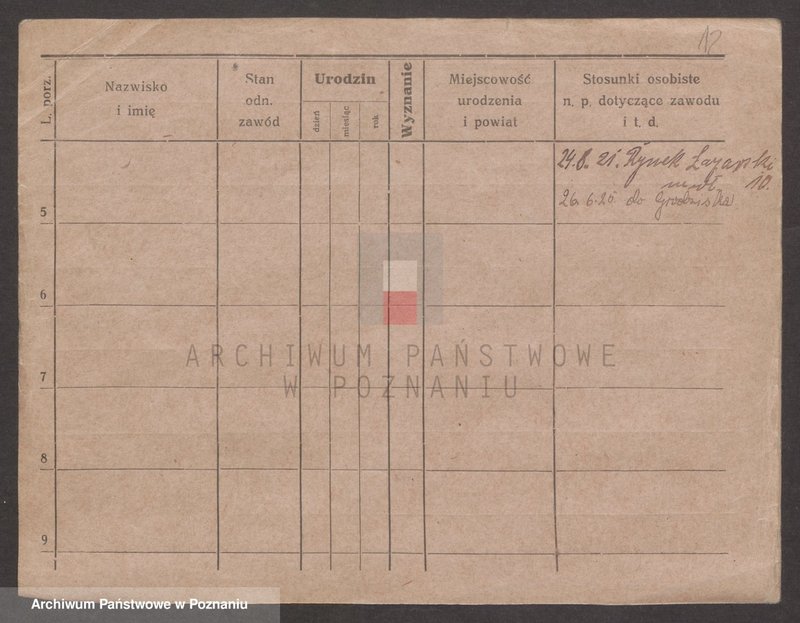 12
L. porz.
Nazwisko
i imię
Stan
odn.
zawód
Urodzin
dzień
miesiąc
rok
Wyznanie
Miejscowość
urodzenia
i powiat
Stosunki osobiste
n. p. dotyczące zawodu
i t. d.
24.8.21. Rynek Łazarski
10.
26.6.26. do Grodziska
5
6
7
8
9
ARCHIWUM PAŃSTWOWE
W POZNANIU
Archiwum Państwowe w Poznaniu